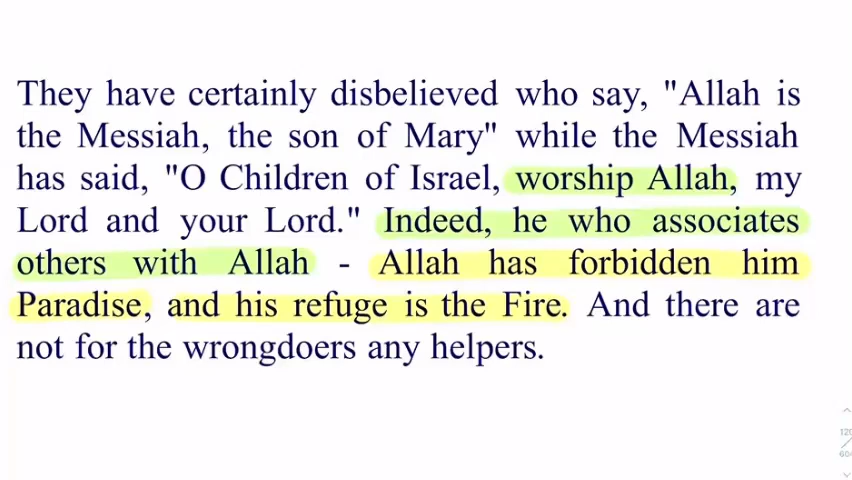 They have certainly disbelieved who say, "Allah is
the Messiah, the son of Mary" while the Messiah
has said, "O Children of Israel, worship Allah, my
Lord and your Lord." Indeed, he who associates
others with Allah - Allah has forbidden him
Paradise, and his refuge is the Fire. And there are
not for the wrongdoers any helpers.